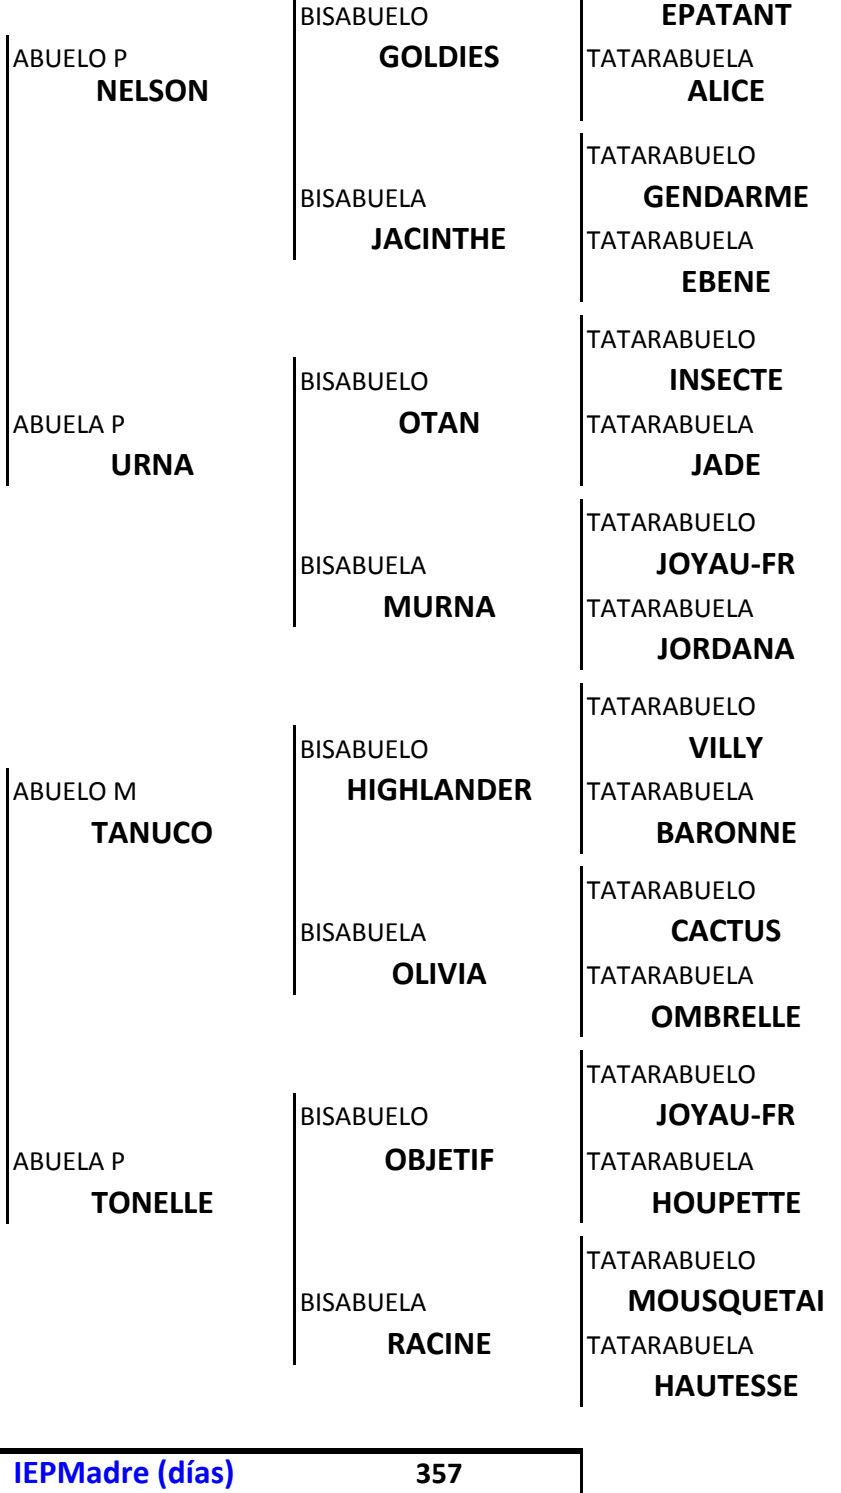 BISABUELO
EPATANT
ABUELO P
GOLDIES
TATARABUELA
NELSON
ALICE
TATARABUELO
BISABUELA
GENDARME
JACINTHE
TATARABUELA
EBENE
TATARABUELO
BISABUELO
INSECTE
ABUELA P
OTAN
TATARABUELA
URNA
JADE
TATARABUELO
BISABUELA
JOYAU-FR
MURNA
TATARABUELA
JORDANA
TATARABUELO
BISABUELO
VILLY
ABUELO M
HIGHLANDER
TATARABUELA
TANUCO
BARONNE
TATARABUELO
BISABUELA
CACTUS
OLIVIA
TATARABUELA
OMBRELLE
TATARABUELO
BISABUELO
JOYAU-FR
ABUELA P
OBJETIF
TATARABUELA
TONELLE
HOUPETTE
TATARABUELO
BISABUELA
MOUSQUETAI
RACINE
TATARABUELA
HAUTESSE
IEPMadre (días) 357